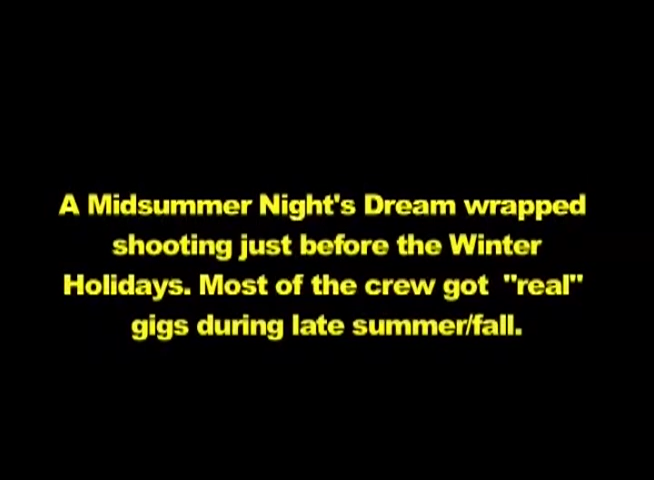 A Midsummer Night's Dream wrapped
shooting just before the Winter
Holidays. Most of the crew got "real"
gigs during late summer/fall.